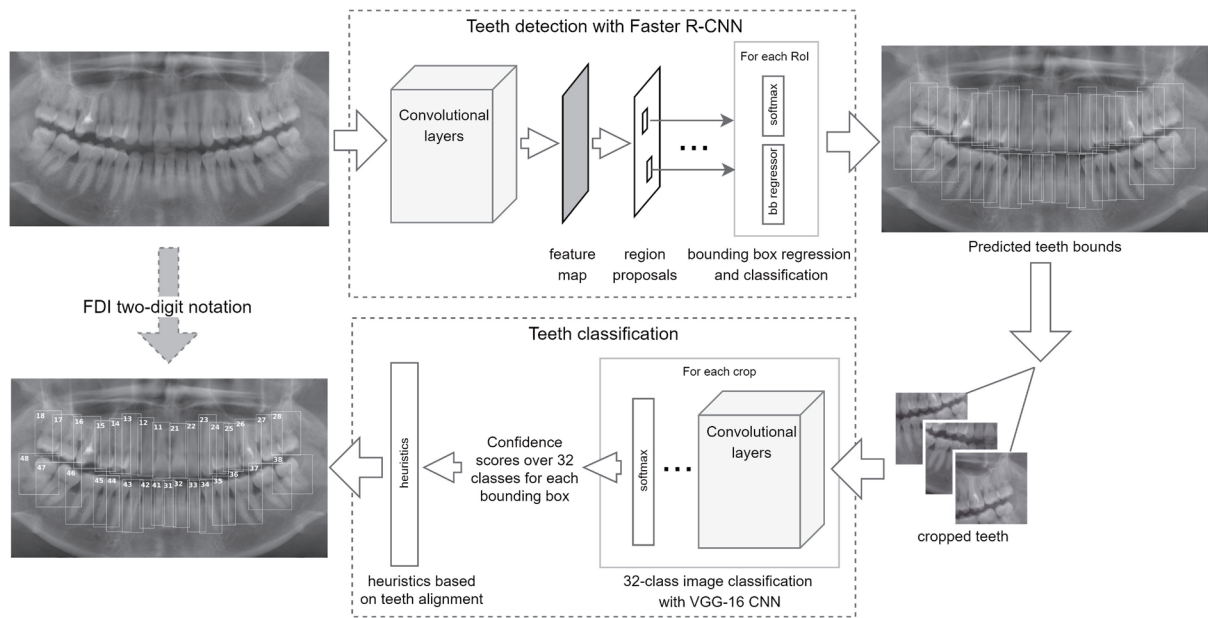 Teeth detection with Faster R-CNN
For each RoI
Convolutional
layers
softmax
bb regressor
...
feature
map
region
proposals
bounding box regression
and classification
Predicted teeth bounds
FDI two-digit notation
Teeth classification
For each crop
Convolutional
layers
softmax
...
Confidence
scores over 32
classes for each
bounding box
heuristics
heuristics based
on teeth alignment
32-class image classification
with VGG-16 CNN
cropped teeth
18 17 16 15 14 13 12 11 21 22 23 24 25 26 27 28
48 47 46 45 44 43 42 41 31 32 33 34 35 36 37 38